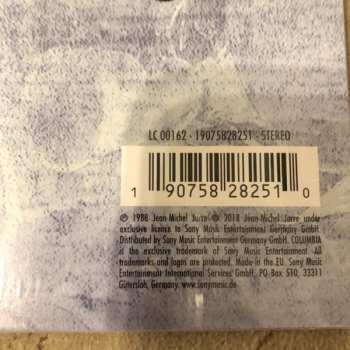 LC 00162 · 19075828251 · STEREO
1 90758 28251 0
℗ 1988 Jean-Michel Jarre © 2018 Jean-Michel Jarre under
exclusive licence to Sony Music Entertainment Germany GmbH.
Distributed by Sony Music Entertainment Germany GmbH. COLUMBIA
is the exclusive trademark of Sony Music Entertainment. All
trademarks and logos are protected. Made in the EU. Sony Music
Entertainment International Services GmbH, PO Box 510, 33311
Gütersloh, Germany. www.sonymusic.de